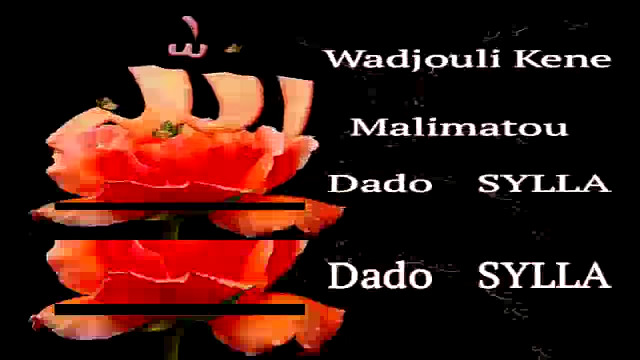 الله
Wadjouli Kene
Malimatou
Dado SYLLA
Dado SYLLA